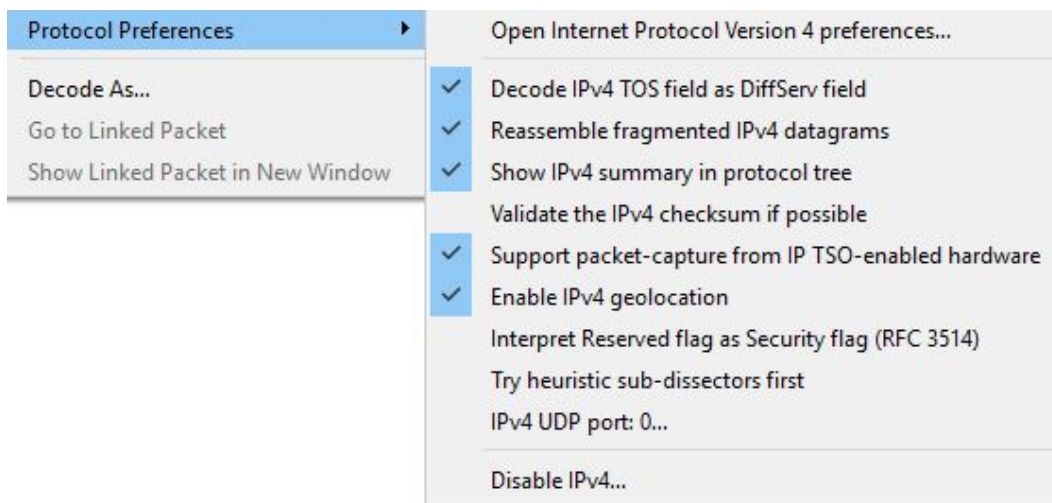 Protocol Preferences
Decode As...
Go to Linked Packet
Show Linked Packet in New Window
Open Internet Protocol Version 4 preferences...
Decode IPv4 TOS field as DiffServ field
Reassemble fragmented IPv4 datagrams
Show IPv4 summary in protocol tree
Validate the IPv4 checksum if possible
Support packet-capture from IP TSO-enabled hardware
Enable IPv4 geolocation
Interpret Reserved flag as Security flag (RFC 3514)
Try heuristic sub-dissectors first
IPv4 UDP port: 0...
Disable IPv4...